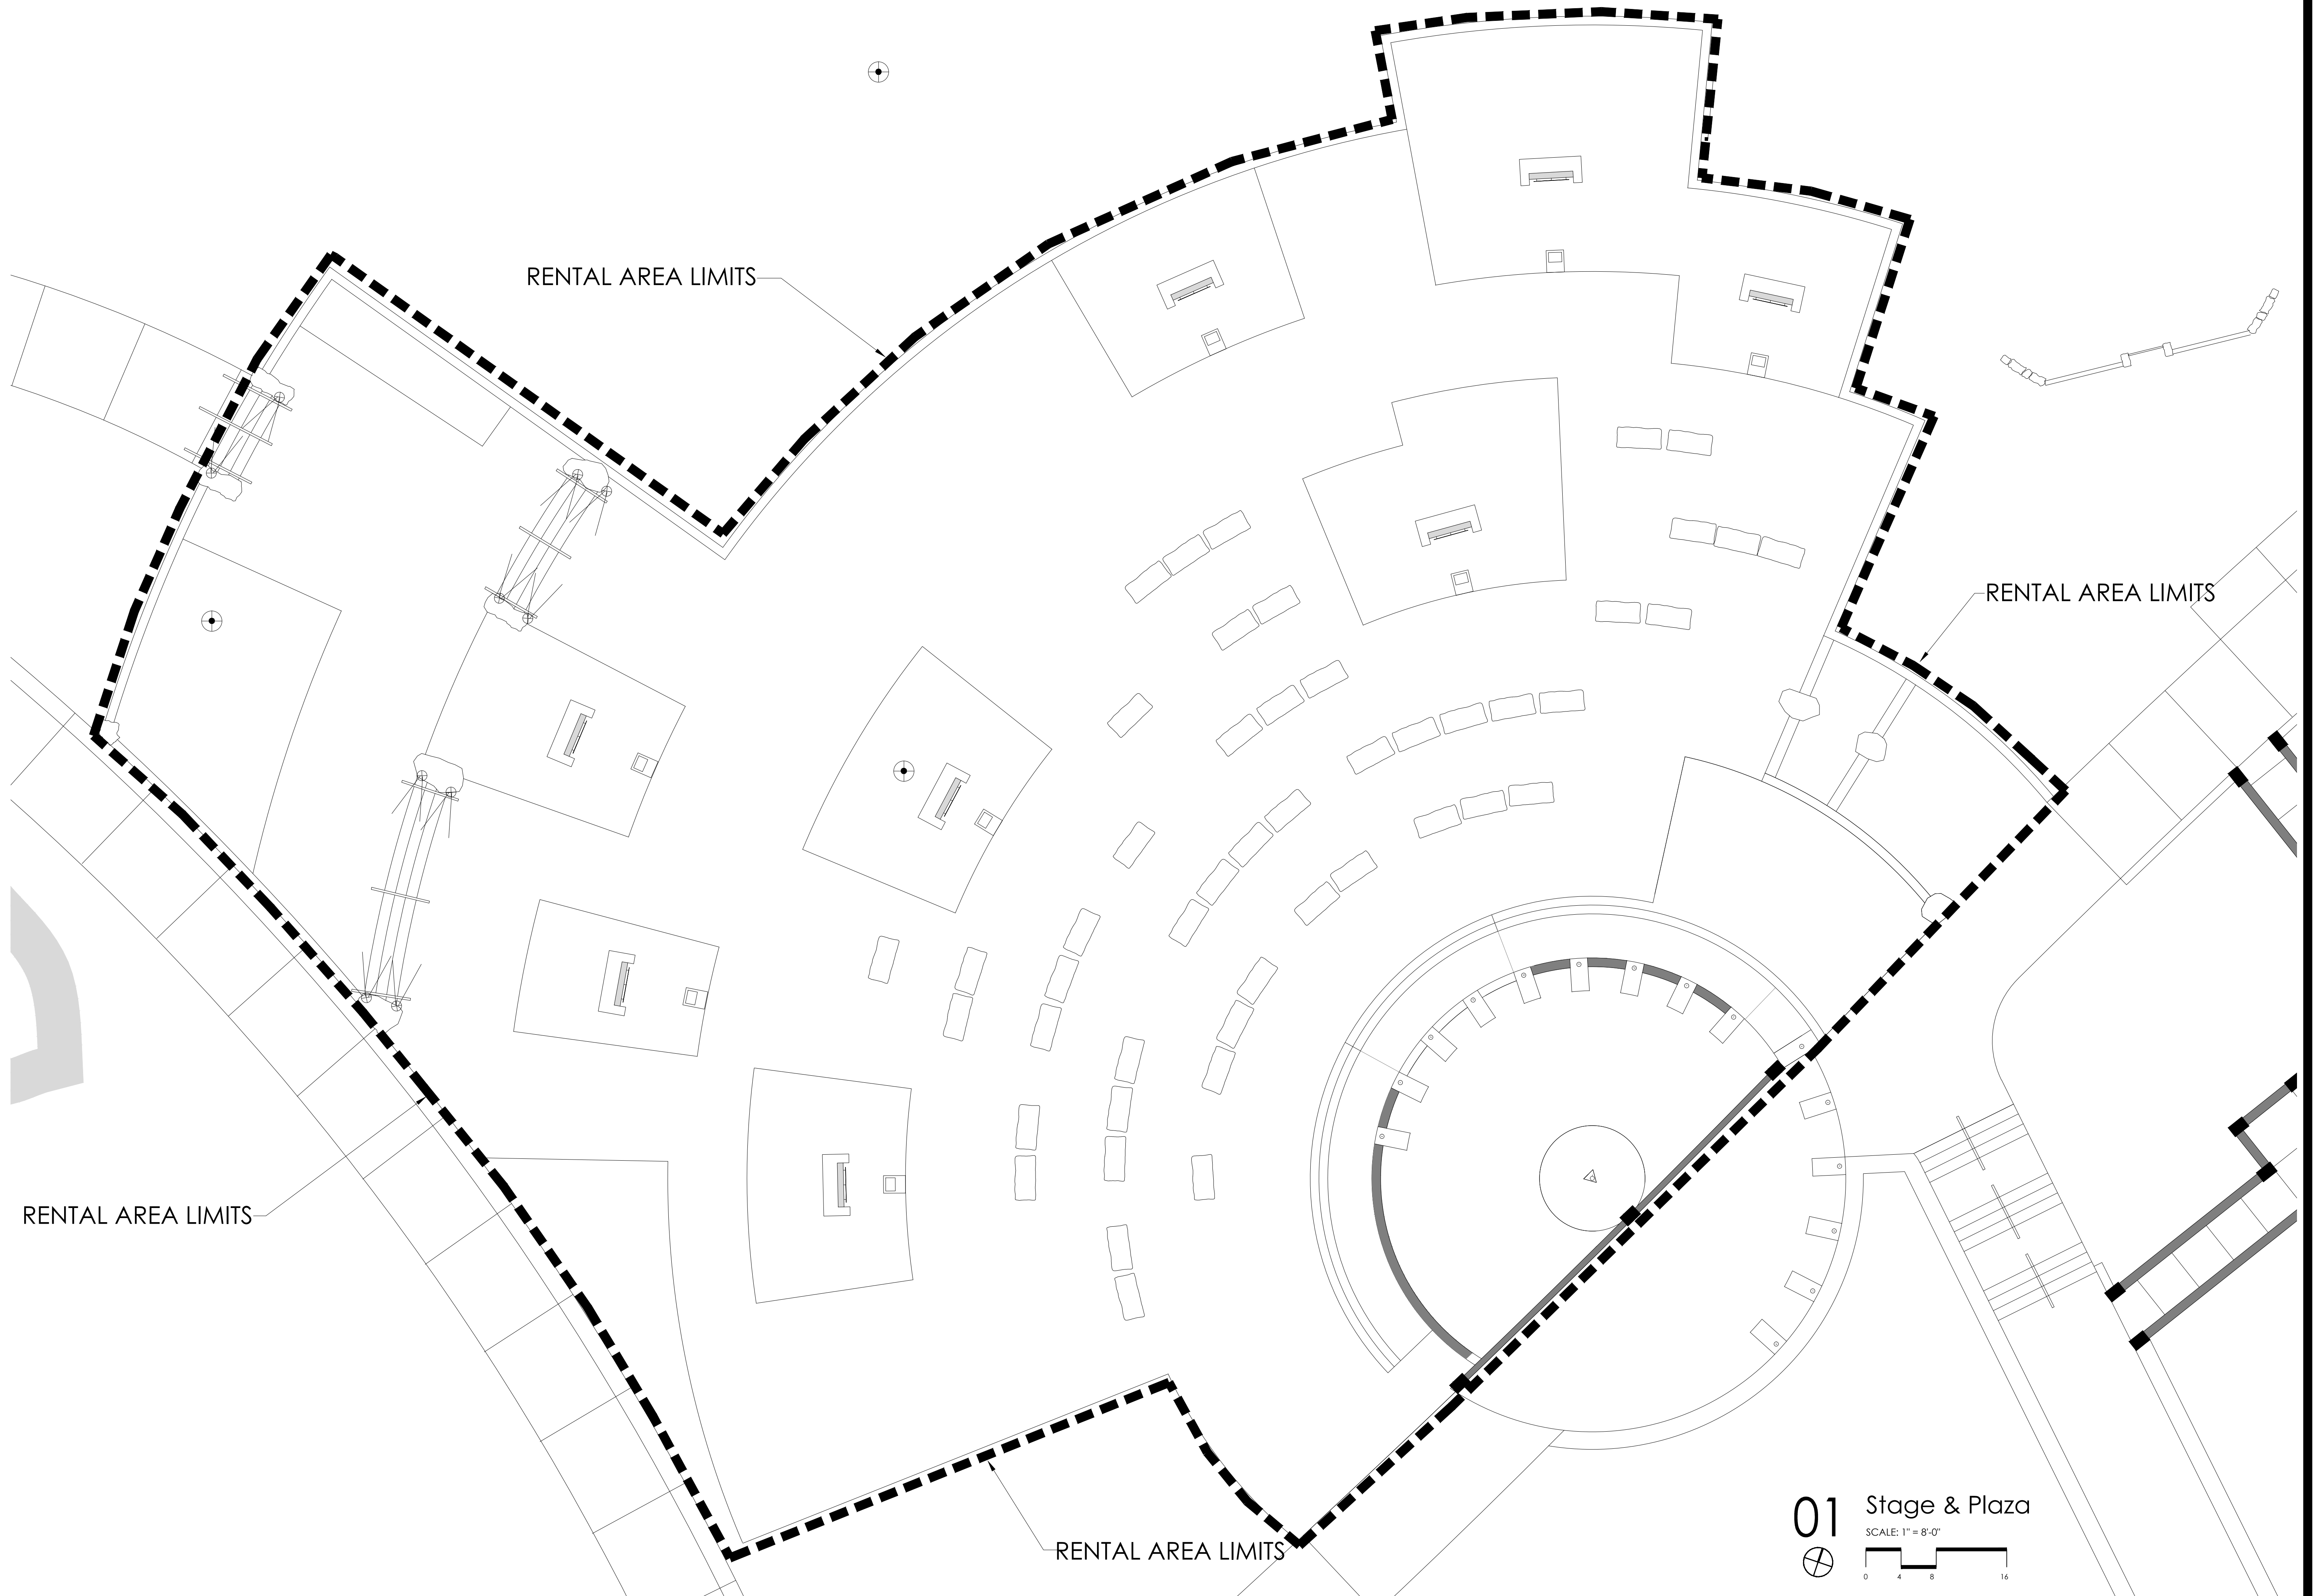 RENTAL AREA LIMITS
RENTAL AREA LIMITS
RENTAL AREA LIMITS
RENTAL AREA LIMITS
01 Stage & Plaza
SCALE: 1" = 8'-0"
0 4 8 16